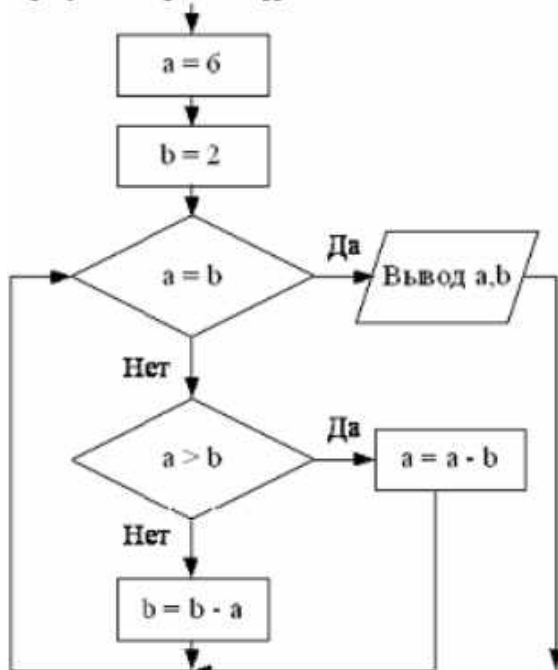 a = 6
b = 2
a = b
Да
Вывод a,b
Нет
a > b
Да
a = a - b
Нет
b = b - a